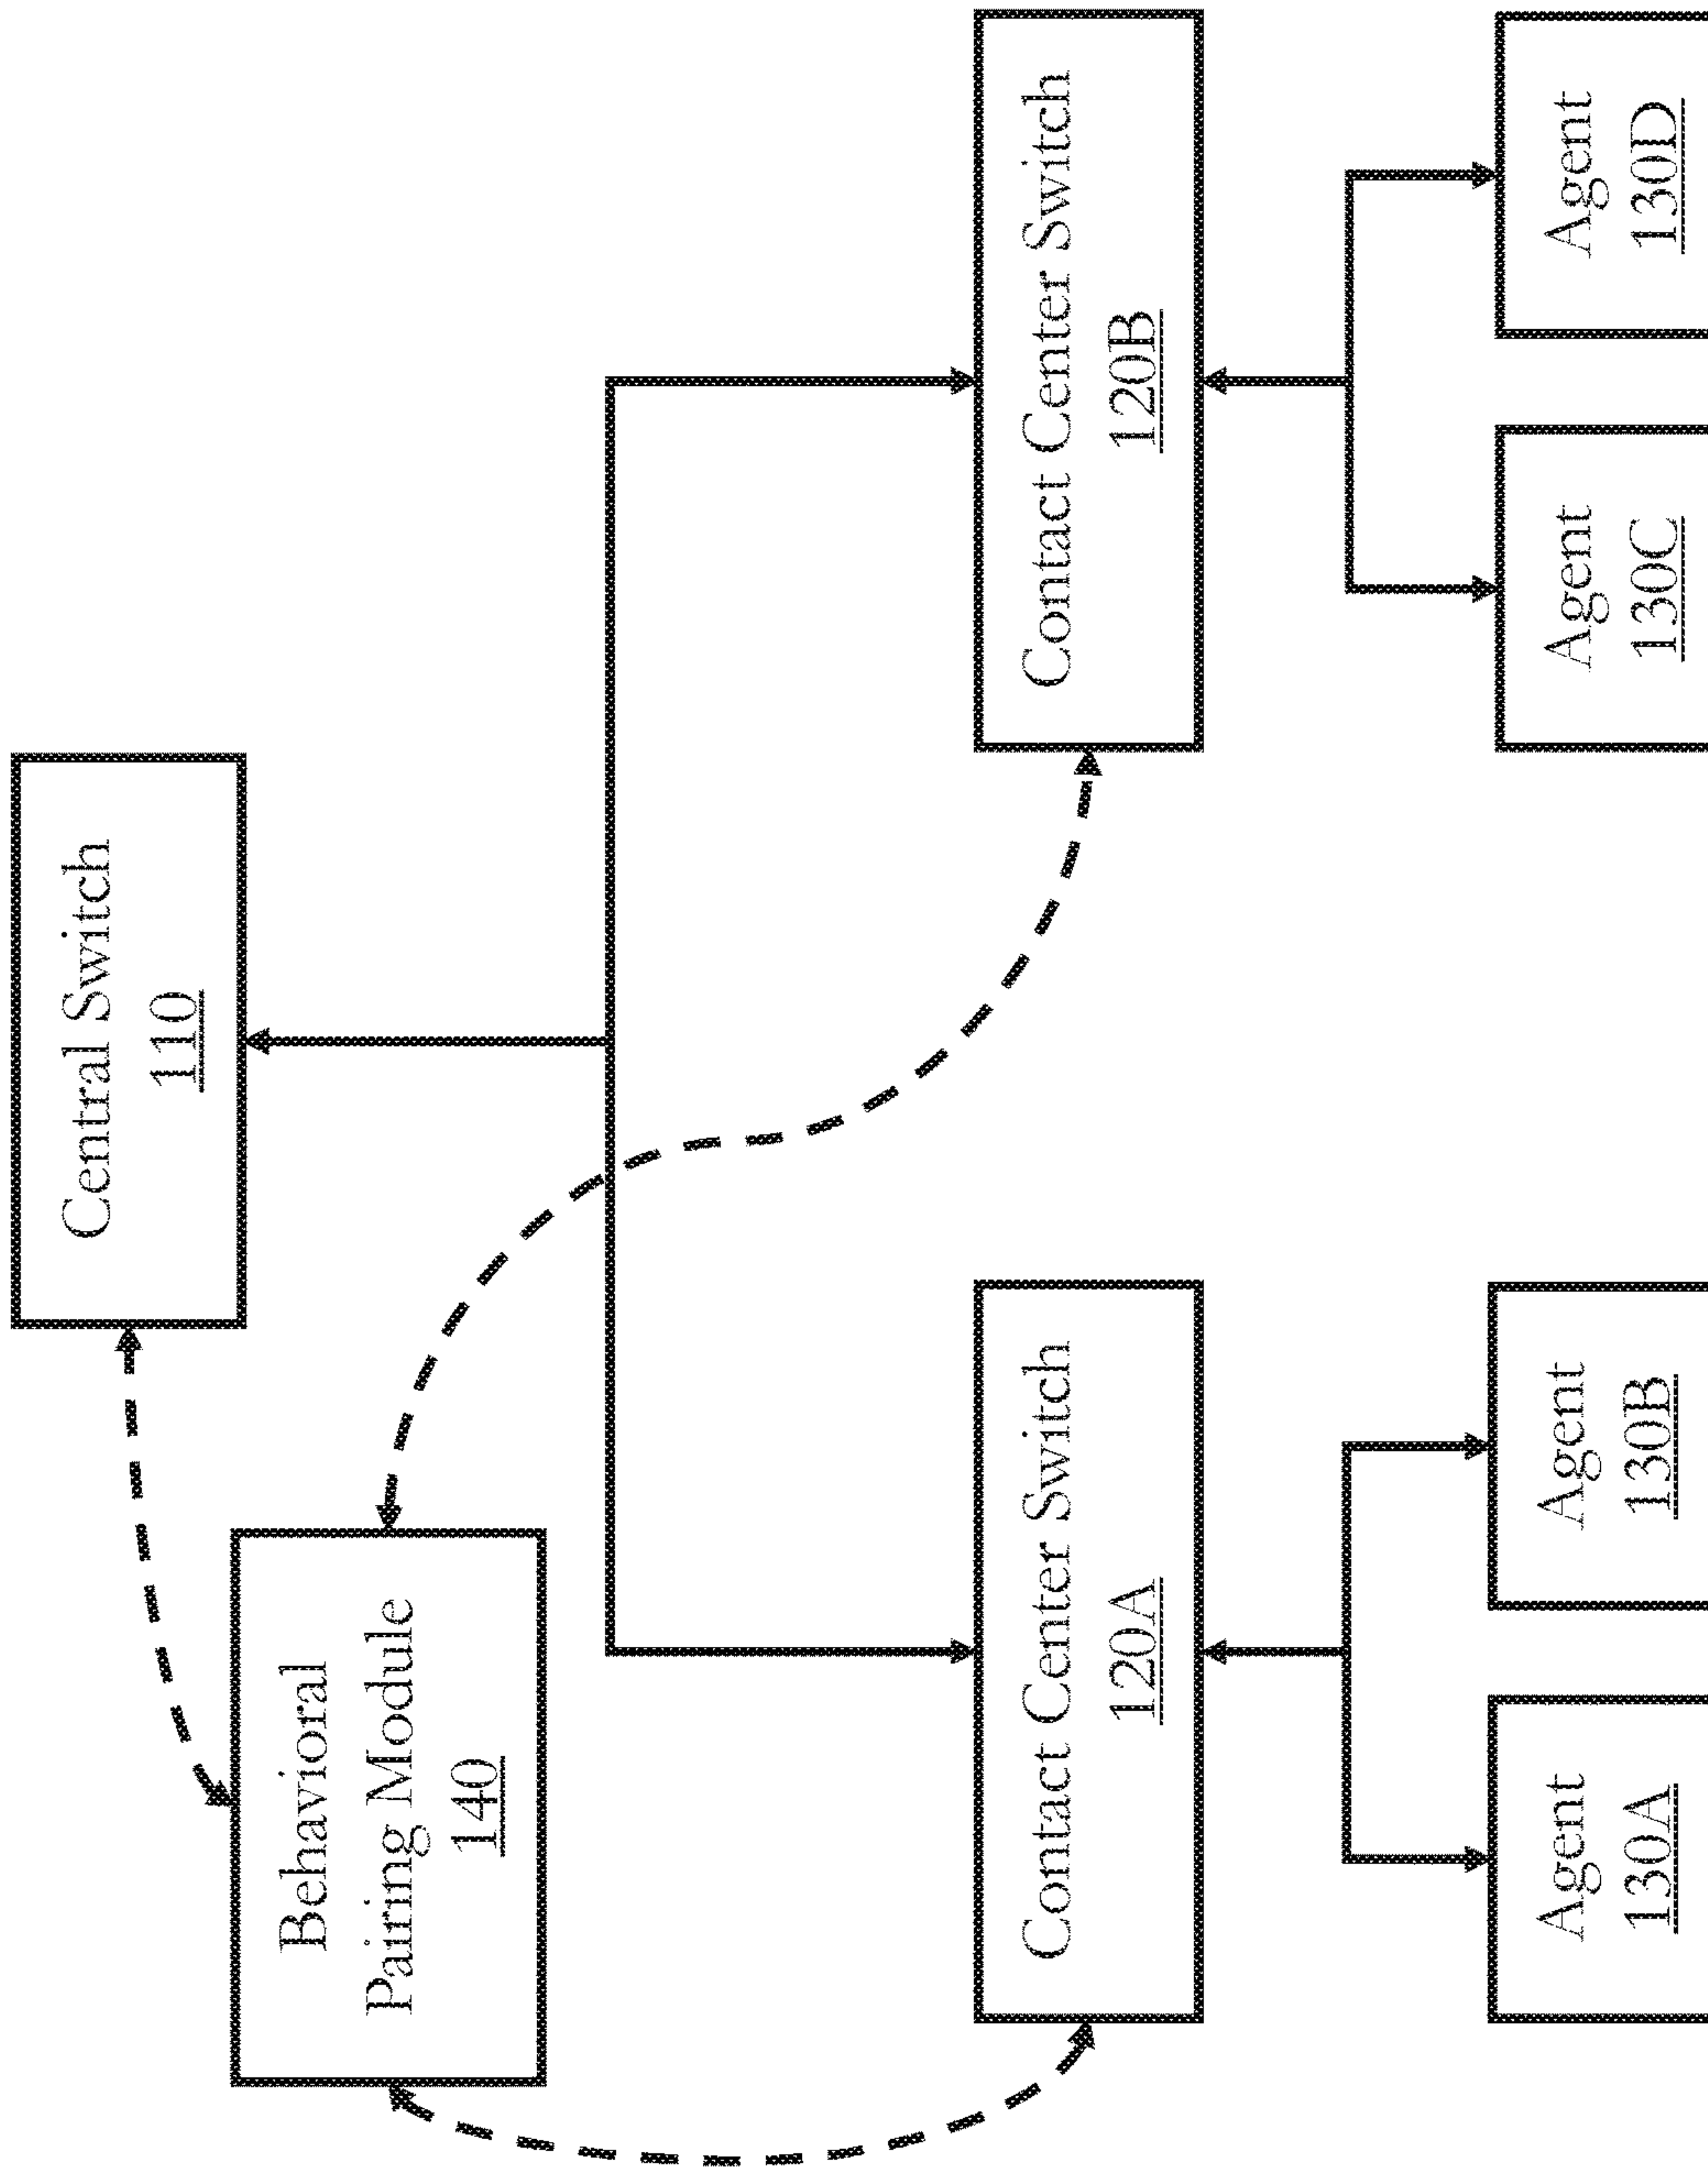 Central Switch
110
Behavioral
Pairing Module
140
Contact Center Switch
120A
Contact Center Switch
120B
Agent
130A
Agent
130B
Agent
130C
Agent
130D